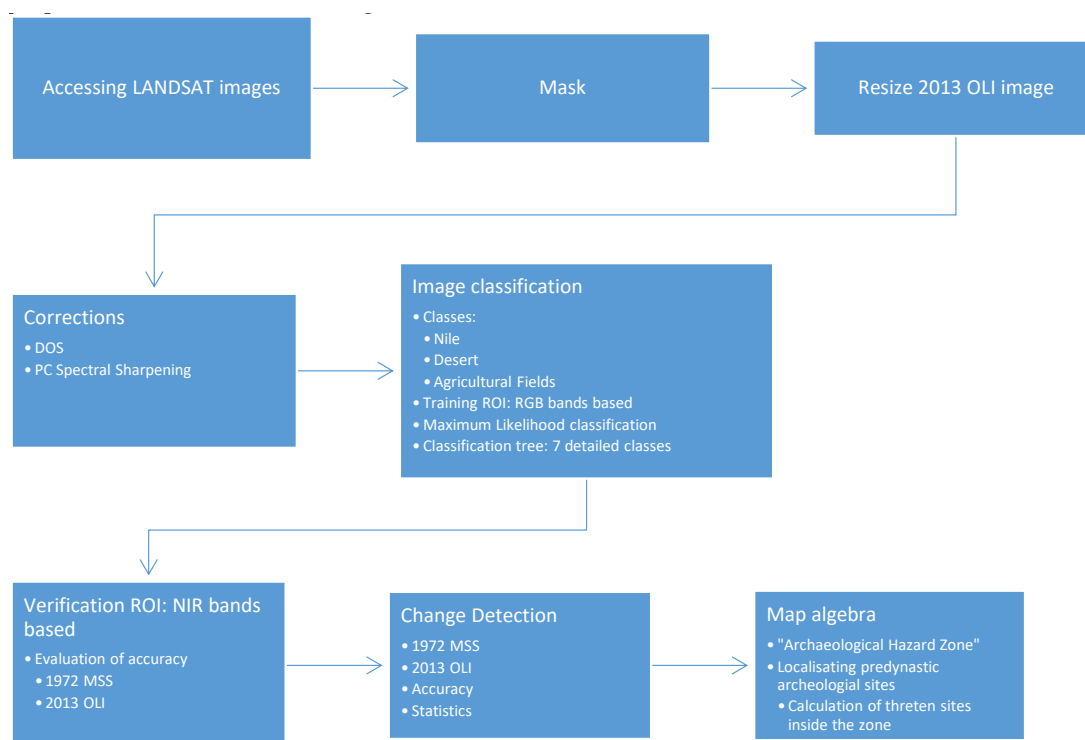 Accessing LANDSAT images
Mask
Resize 2013 OLI image
Corrections
• DOS
• PC Spectral Sharpening
Image classification
• Classes:
• Nile
• Desert
• Agricultural Fields
• Training ROI: RGB bands based
• Maximum Likelihood classification
• Classification tree: 7 detailed classes
Verification ROI: NIR bands
based
• Evaluation of accuracy
• 1972 MSS
• 2013 OLI
Change Detection
• 1972 MSS
• 2013 OLI
• Accuracy
• Statistics
Map algebra
• "Archaeological Hazard Zone"
• Localisating predynastic
archeologial sites
• Calculation of threten sites
inside the zone